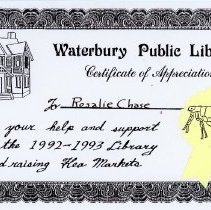 Waterbury Public Lib
Certificate of Appreciation
To Rosalie Chase
your help and support
the 1992-1993 Library
raising Flea Markets